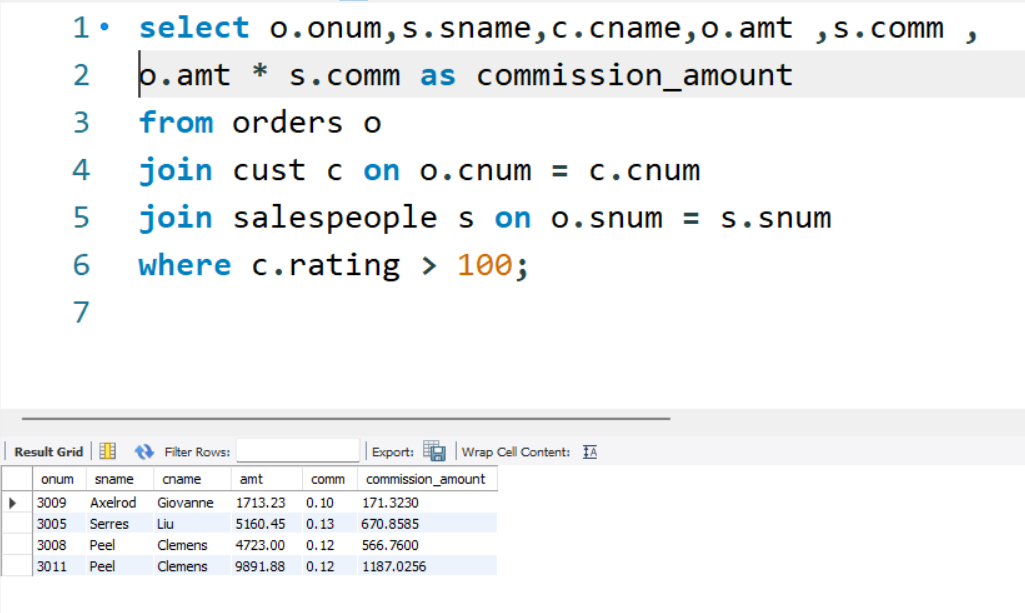 1 select o.onum,s.sname,c.cname,o.amt ,s.comm ,
2 o.amt * s.comm as commission_amount
3 from orders o
4 join cust c on o.cnum = c.cnum
5 join salespeople s on o.snum = s.snum
6 where c.rating > 100;
7
Result Grid Filter Rows: Export: Wrap Cell Content: IA
onum sname cname amt comm commission_amount
3009 Axelrod Giovanne 1713.23 0.10 171.3230
3005 Serres Liu 5160.45 0.13 670.8585
3008 Peel Clemens 4723.00 0.12 566.7600
3011 Peel Clemens 9891.88 0.12 1187.0256